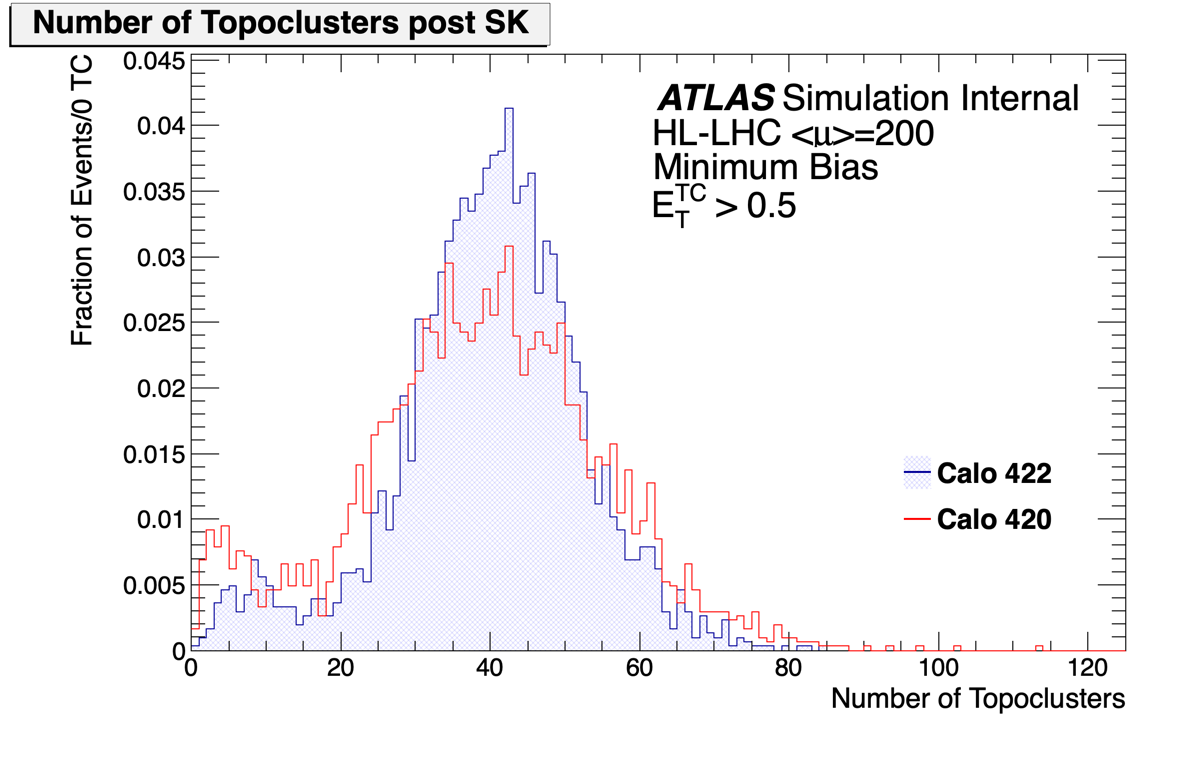 Number of Topoclusters post SK
Fraction of Events/0 TC
0.045
0.04
0.035
0.03
0.025
0.02
0.015
0.01
0.005
0
ATLAS Simulation Internal
HL-LHC <μ>=200
Minimum Bias
E_T^TC > 0.5
Calo 422
Calo 420
0 20 40 60 80 100 120
Number of Topoclusters